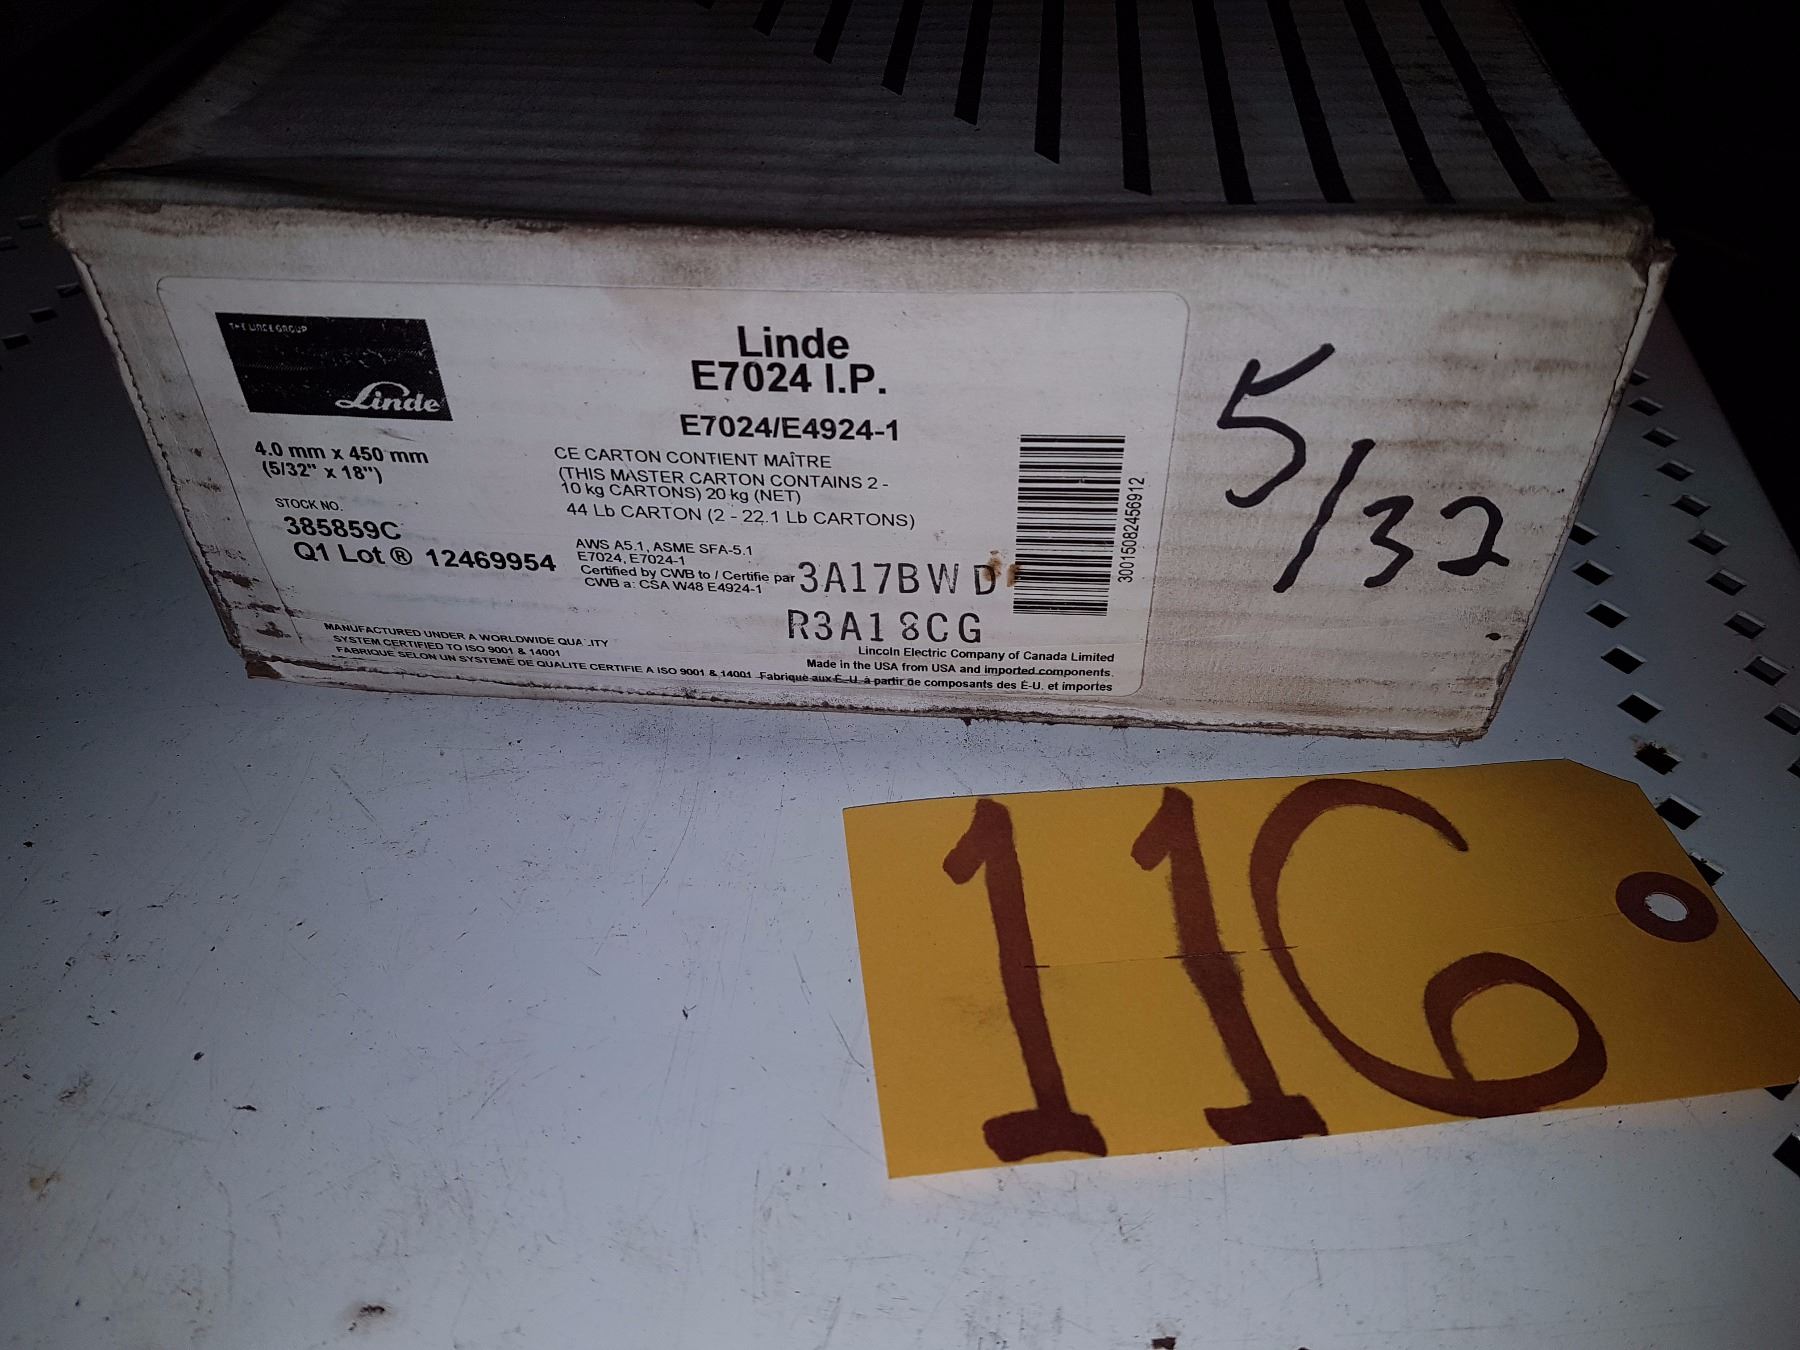 THE LINDE GROUP
Linde
Linde
E7024 I.P.
E7024/E4924-1
4.0 mm x 450 mm
(5/32" x 18")
STOCK NO.
385859C
Q1 Lot ® 12469954
CE CARTON CONTIENT MAÎTRE
(THIS MASTER CARTON CONTAINS 2 -
10 kg CARTONS) 20 kg (NET)
44 Lb CARTON (2 - 22.1 Lb CARTONS)
AWS A5.1, ASME SFA-5.1
E7024, E7024-1
Certified by CWB to / Certifie par
CWB a: CSA W48 E4924-1
3A17BW D
R3A18CG
30015082456912
MANUFACTURED UNDER A WORLDWIDE QUALITY
SYSTEM CERTIFIED TO ISO 9001 & 14001
FABRIQUE SELON UN SYSTEME DE QUALITE CERTIFIE A ISO 9001 & 14001
Lincoln Electric Company of Canada Limited
Made in the USA from USA and imported components.
Fabriqué aux É-U. à partir de composants des É-U. et importes
5/32
116